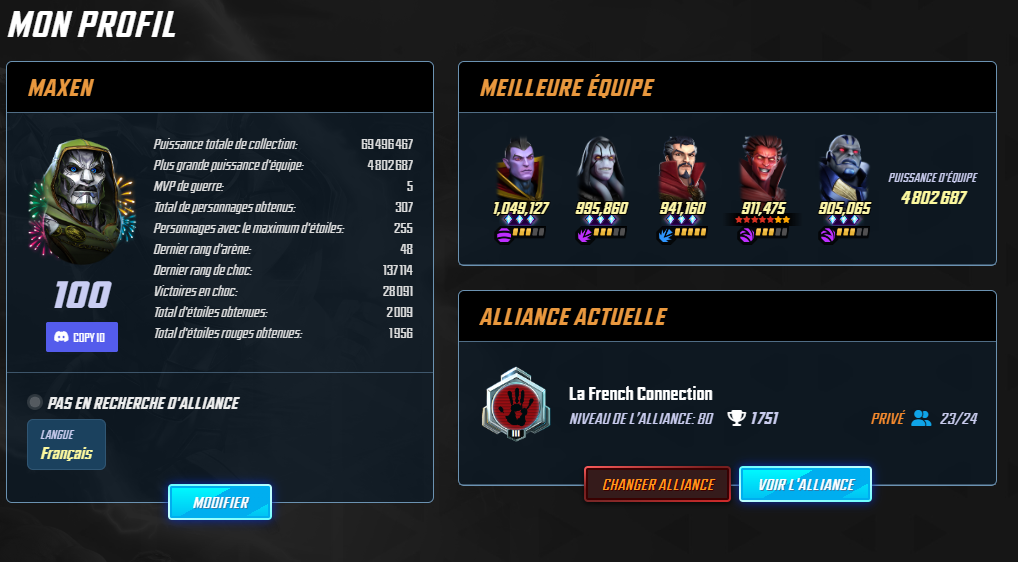 MON PROFIL
MAXEN
Puissance totale de collection: 69 496 467
Plus grande puissance d'équipe: 4 802 687
MVP de guerre: 5
Total de personnages obtenus: 307
Personnages avec le maximum d'étoiles: 255
Dernier rang d'arène: 48
Dernier rang de choc: 137 114
Victoires en choc: 28 091
Total d'étoiles obtenues: 2 009
Total d'étoiles rouges obtenues: 1 956
100
COPY ID
PAS EN RECHERCHE D'ALLIANCE
LANGUE
Français
MODIFIER
MEILLEURE ÉQUIPE
1,049,127 995,860 941,160 911,475 905,065
PUISSANCE D'ÉQUIPE
4 802 687
ALLIANCE ACTUELLE
La French Connection
NIVEAU DE L'ALLIANCE: 80 1751 PRIVÉ 23/24
CHANGER ALLIANCE VOIR L'ALLIANCE